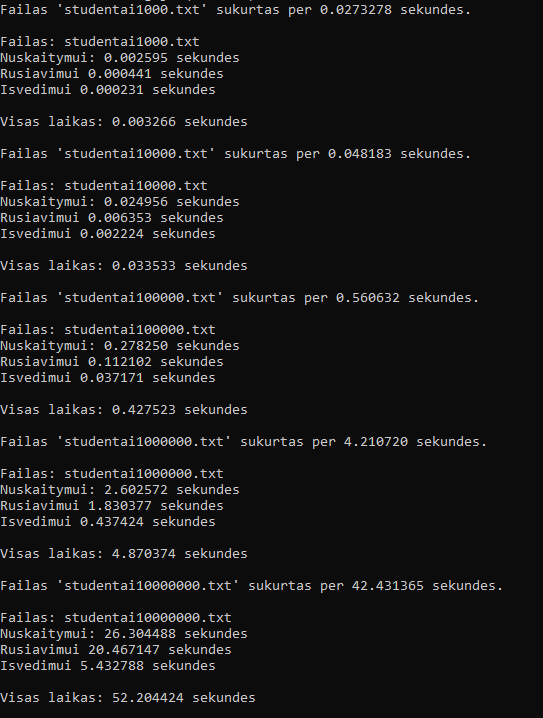 Failas 'studentai1000.txt' sukurtas per 0.0273278 sekundes.
Failas: studentai1000.txt
Nuskaitymui: 0.002595 sekundes
Rusiavimui 0.000441 sekundes
Isvedimui 0.000231 sekundes
Visas laikas: 0.003266 sekundes
Failas 'studentai10000.txt' sukurtas per 0.048183 sekundes.
Failas: studentai10000.txt
Nuskaitymui: 0.024956 sekundes
Rusiavimui 0.006353 sekundes
Isvedimui 0.002224 sekundes
Visas laikas: 0.033533 sekundes
Failas 'studentai100000.txt' sukurtas per 0.560632 sekundes.
Failas: studentai100000.txt
Nuskaitymui: 0.278250 sekundes
Rusiavimui 0.112102 sekundes
Isvedimui 0.037171 sekundes
Visas laikas: 0.427523 sekundes
Failas 'studentai1000000.txt' sukurtas per 4.210720 sekundes.
Failas: studentai1000000.txt
Nuskaitymui: 2.602572 sekundes
Rusiavimui 1.830377 sekundes
Isvedimui 0.437424 sekundes
Visas laikas: 4.870374 sekundes
Failas 'studentai10000000.txt' sukurtas per 42.431365 sekundes.
Failas: studentai10000000.txt
Nuskaitymui: 26.304488 sekundes
Rusiavimui 20.467147 sekundes
Isvedimui 5.432788 sekundes
Visas laikas: 52.204424 sekundes